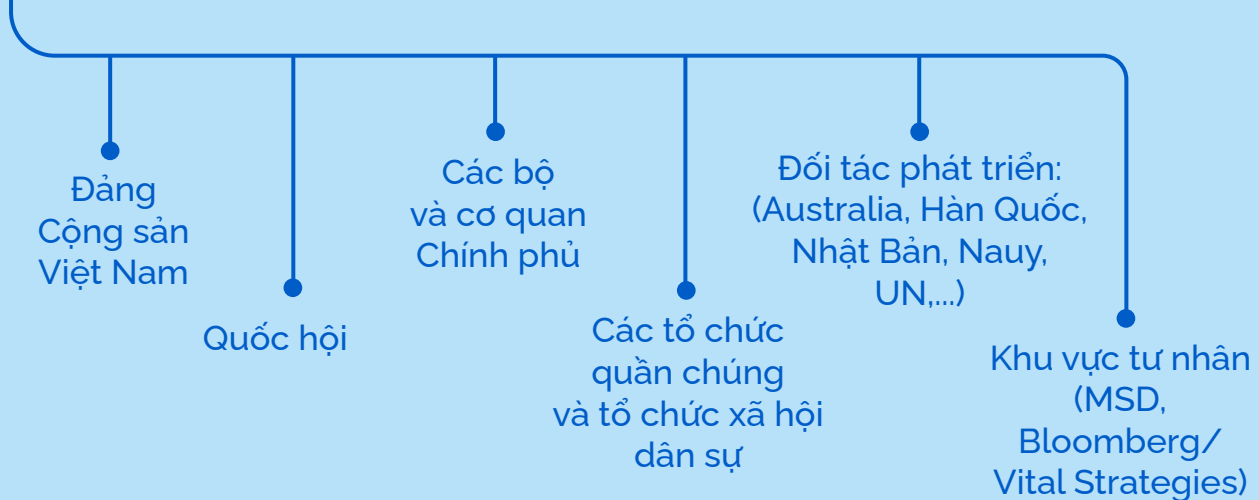 Đảng
Cộng sản
Việt Nam
Quốc hội
Các bộ
và cơ quan
Chính phủ
Các tổ chức
quần chúng
và tổ chức xã hội
dân sự
Đối tác phát triển:
(Australia, Hàn Quốc,
Nhật Bản, Nauy,
UN,...)
Khu vực tư nhân
(MSD,
Bloomberg/
Vital Strategies)